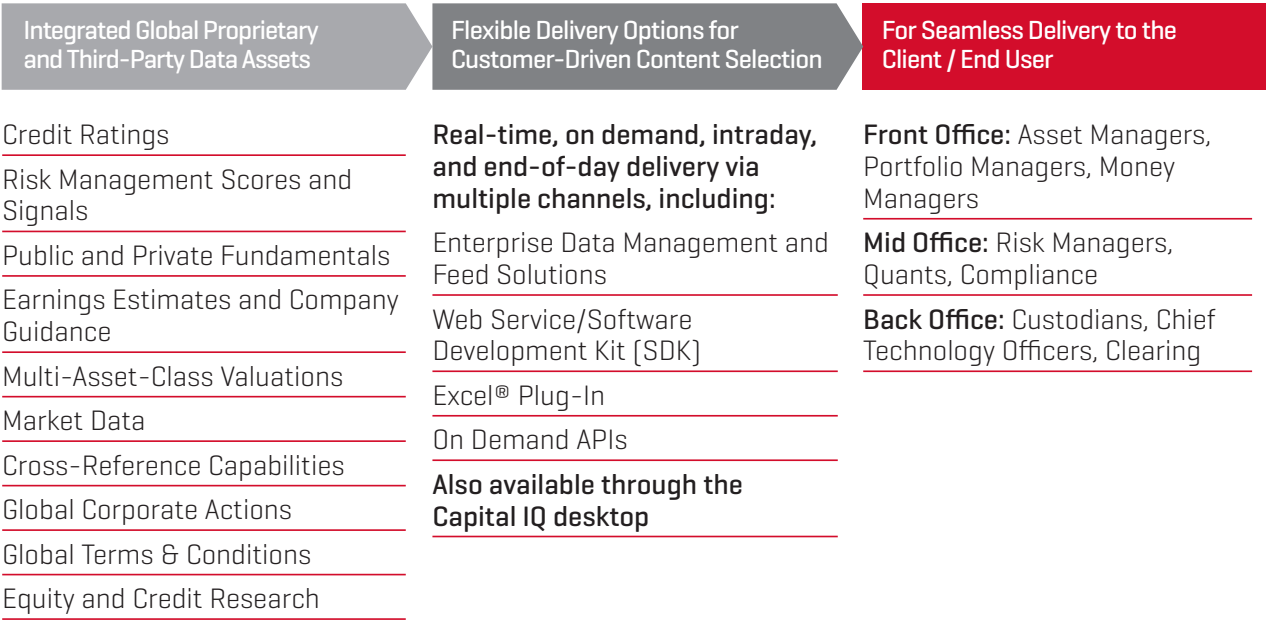 Integrated Global Proprietary
and Third-Party Data Assets
Flexible Delivery Options for
Customer-Driven Content Selection
For Seamless Delivery to the
Client / End User
Credit Ratings
Risk Management Scores and
Signals
Public and Private Fundamentals
Earnings Estimates and Company
Guidance
Multi-Asset-Class Valuations
Market Data
Cross-Reference Capabilities
Global Corporate Actions
Global Terms & Conditions
Equity and Credit Research
Real-time, on demand, intraday,
and end-of-day delivery via
multiple channels, including:
Enterprise Data Management and
Feed Solutions
Web Service/Software
Development Kit (SDK)
Excel® Plug-In
On Demand APIs
Also available through the
Capital IQ desktop
Front Office: Asset Managers,
Portfolio Managers, Money
Managers
Mid Office: Risk Managers,
Quants, Compliance
Back Office: Custodians, Chief
Technology Officers, Clearing